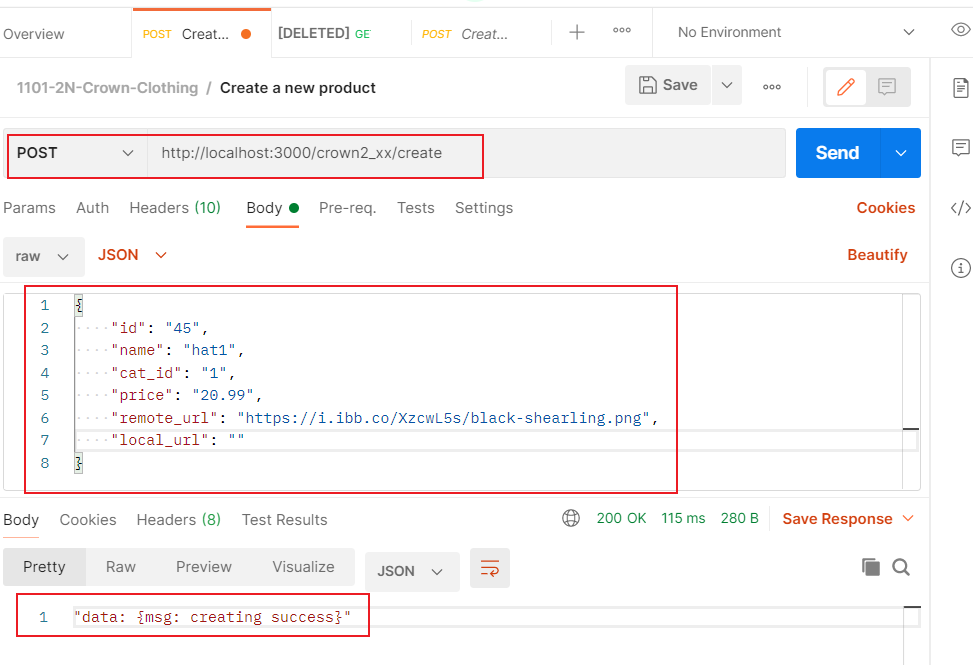 Overview
POST Creat...
[DELETED] GE
POST Creat...
No Environment
1101-2N-Crown-Clothing / Create a new product
Save
POST
http://localhost:3000/crown2_xx/create
Send
Params Auth Headers (10) Body Pre-req. Tests Settings
Cookies
raw
JSON
Beautify
1 {
2 "id": "45",
3 "name": "hat1",
4 "cat_id": "1",
5 "price": "20.99",
6 "remote_url": "https://i.ibb.co/XzcwL5s/black-shearling.png",
7 "local_url": ""
8 }
Body Cookies Headers (8) Test Results
200 OK 115 ms 280 B
Save Response
Pretty Raw Preview Visualize
JSON
1 "data: {msg: creating success}"